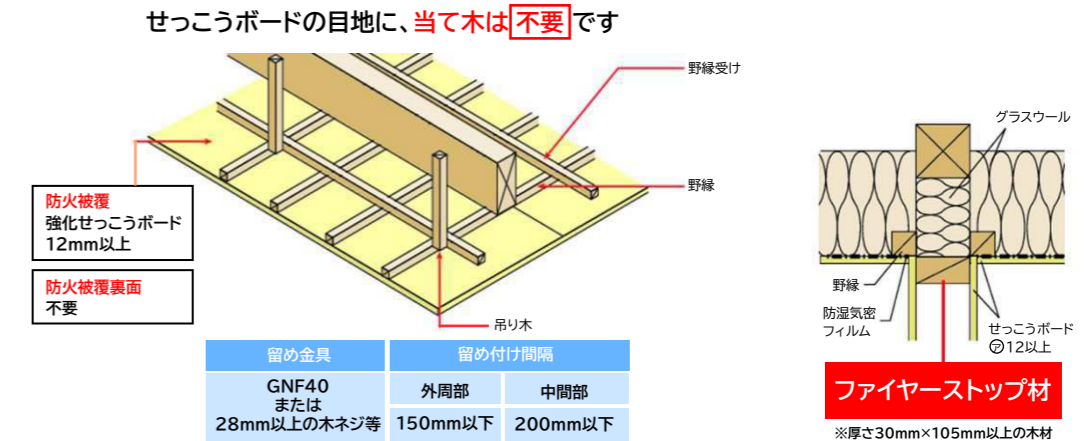 せっこうボードの目地に、当て木は不要です
野縁受け
野縁
吊り木
防火被覆
強化せっこうボード
12mm以上
防火被覆裏面
不要
留め金具 留め付け間隔
GNF40
または
28mm以上の木ネジ等
外周部 中間部
150mm以下 200mm以下
グラスウール
野縁
防湿気密
フィルム
せっこうボード
㋐12以上
ファイヤーストップ材
※厚さ30mm×105mm以上の木材